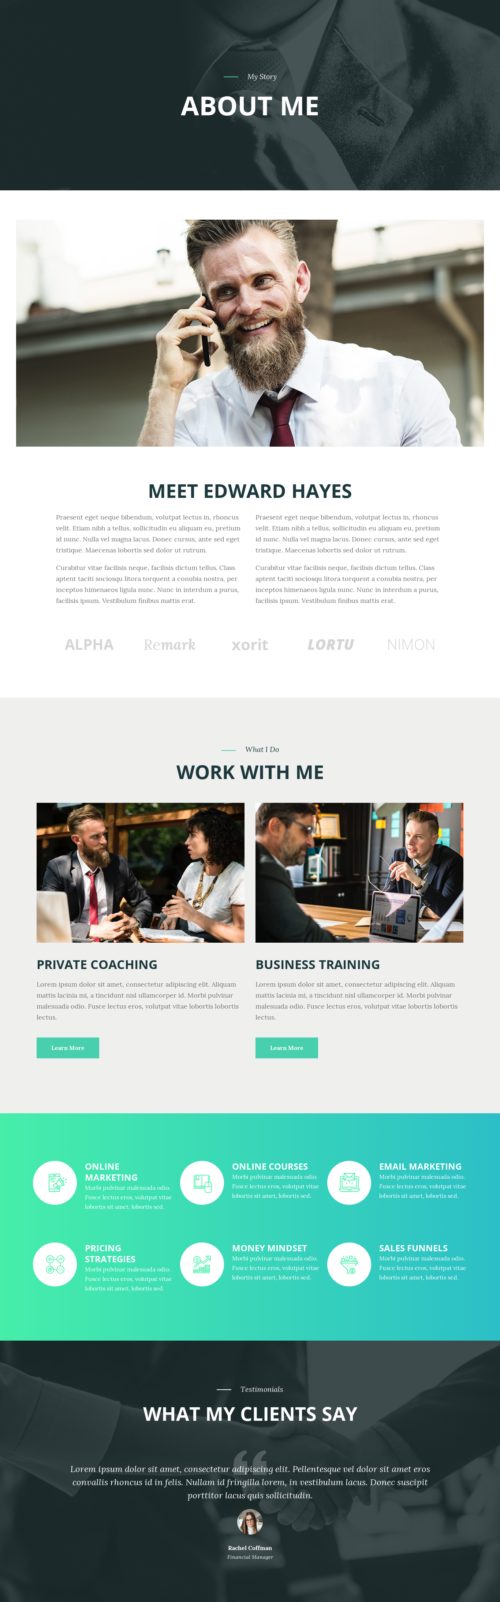 My Story
ABOUT ME
MEET EDWARD HAYES
Praesent eget neque bibendum, volutpat lectus in, rhoncus
velit. Etiam nibh a tellus, sollicitudin eu aliquam eu, pretium
id nunc. Nulla vel magna lacus. Donec cursus, ante sed eget
tristique. Maecenas lobortis sed dolor ut rutrum.
Curabitur vitae facilisis neque, facilisis dictum tellus. Class
aptent taciti sociosqu litora torquent a conubia nostra, per
inceptos himenaeos ligula nunc. Nunc in interdum a purus,
facilisis ipsum. Vestibulum finibus mattis erat.
Praesent eget neque bibendum, volutpat lectus in, rhoncus
velit. Etiam nibh a tellus, sollicitudin eu aliquam eu, pretium
id nunc. Nulla vel magna lacus. Donec cursus, ante sed eget
tristique. Maecenas lobortis sed dolor ut rutrum.
Curabitur vitae facilisis neque, facilisis dictum tellus. Class
aptent taciti sociosqu litora torquent a conubia nostra, per
inceptos himenaeos ligula nunc. Nunc in interdum a purus,
facilisis ipsum. Vestibulum finibus mattis erat.
ALPHA
Remark
xorit
LORTU
NIMON
What I Do
WORK WITH ME
PRIVATE COACHING
Lorem ipsum dolor sit amet, consectetur adipiscing elit. Aliquam
mattis lacinia mi, a tincidunt nisl ullamcorper id. Morbi pulvinar
malesuada odio. Fusce lectus eros, volutpat vitae lobortis lobortis
lectus.
Learn More
BUSINESS TRAINING
Lorem ipsum dolor sit amet, consectetur adipiscing elit. Aliquam
mattis lacinia mi, a tincidunt nisl ullamcorper id. Morbi pulvinar
malesuada odio. Fusce lectus eros, volutpat vitae lobortis lobortis
lectus.
Learn More
ONLINE
MARKETING
Morbi pulvinar malesuada odio.
Fusce lectus eros, volutpat vitae
lobortis sit amet, lobortis sed.
ONLINE COURSES
Morbi pulvinar malesuada odio.
Fusce lectus eros, volutpat vitae
lobortis sit amet, lobortis sed.
EMAIL MARKETING
Morbi pulvinar malesuada odio.
Fusce lectus eros, volutpat vitae
lobortis sit amet, lobortis sed.
PRICING
STRATEGIES
Morbi pulvinar malesuada odio.
Fusce lectus eros, volutpat vitae
lobortis sit amet, lobortis sed.
MONEY MINDSET
Morbi pulvinar malesuada odio.
Fusce lectus eros, volutpat vitae
lobortis sit amet, lobortis sed.
SALES FUNNELS
Morbi pulvinar malesuada odio.
Fusce lectus eros, volutpat vitae
lobortis sit amet, lobortis sed.
Testimonials
WHAT MY CLIENTS SAY
Lorem ipsum dolor sit amet, consectetur adipiscing elit. Pellentesque vel dolor sit amet eros
convallis rhoncus id in felis. Nullam id fringilla lorem, in vestibulum lacus. Donec suscipit
porttitor lacus quis sollicitudin.
Rachel Coffman
Financial Manager